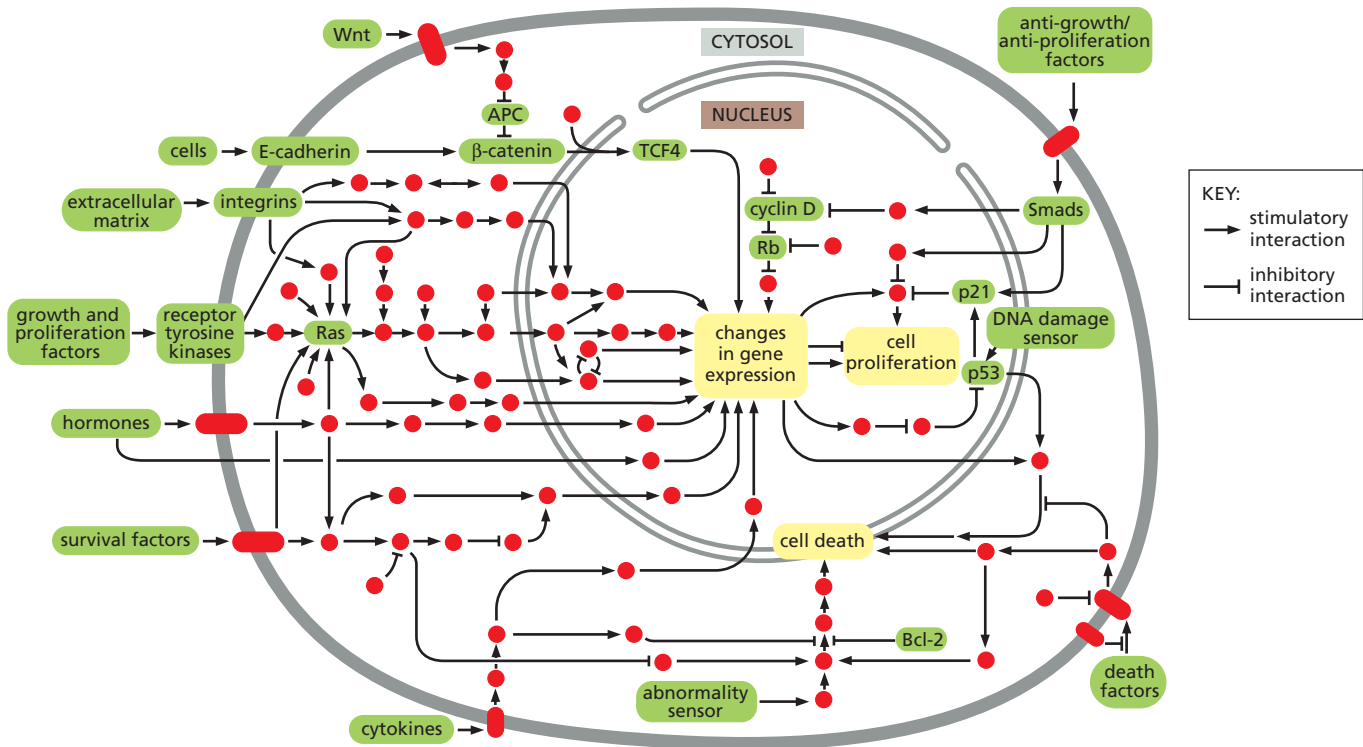 Wnt
CYTOSOL
anti-growth/
anti-proliferation
factors
NUCLEUS
APC
cells
E-cadherin
β-catenin
TCF4
extracellular
matrix
integrins
cyclin D
Smads
Rb
KEY:
stimulatory
interaction
inhibitory
interaction
growth and
proliferation
factors
receptor
tyrosine
kinases
Ras
changes
in gene
expression
cell
proliferation
p21
DNA damage
sensor
p53
hormones
survival factors
cell death
Bcl-2
abnormality
sensor
death
factors
cytokines